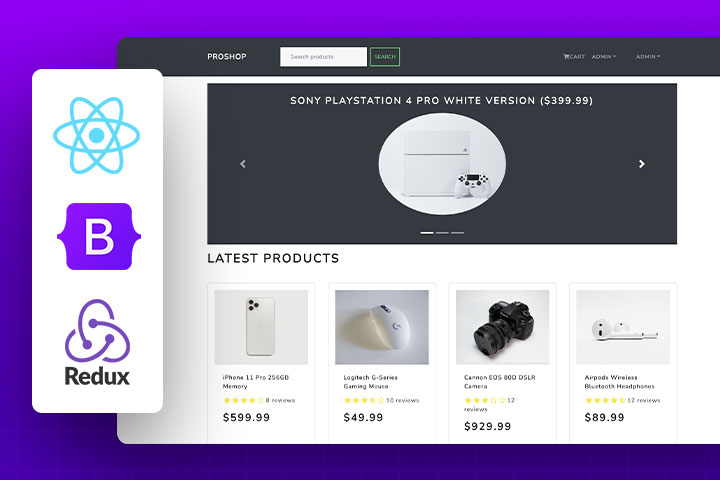 PROSHOP
Search products
SEARCH
CART
ADMIN
ADMIN
SONY PLAYSTATION 4 PRO WHITE VERSION ($399.99)
B
Redux
LATEST PRODUCTS
iPhone 11 Pro 256GB
Memory
8 reviews
$599.99
Logitech G-Series
Gaming Mouse
10 reviews
$49.99
Cannon EOS 80D DSLR
Camera
12
reviews
$929.99
Airpods Wireless
Bluetooth Headphones
12 reviews
$89.99